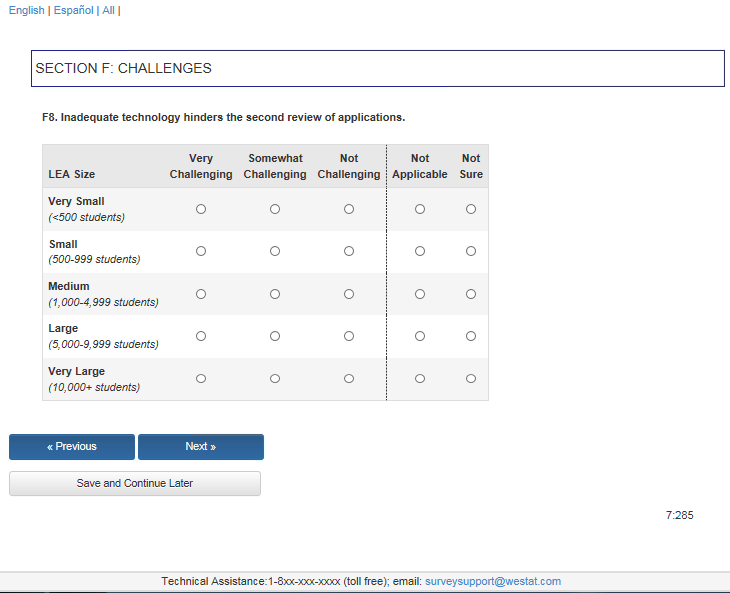 English | Español | All |
SECTION F: CHALLENGES
F8. Inadequate technology hinders the second review of applications.
LEA Size
Very Challenging
Somewhat Challenging
Not Challenging
Not Applicable
Not Sure
Very Small
(<500 students)
Small
(500-999 students)
Medium
(1,000-4,999 students)
Large
(5,000-9,999 students)
Very Large
(10,000+ students)
« Previous
Next »
Save and Continue Later
7:285
Technical Assistance:1-8xx-xxx-xxxx (toll free); email: surveysupport@westat.com